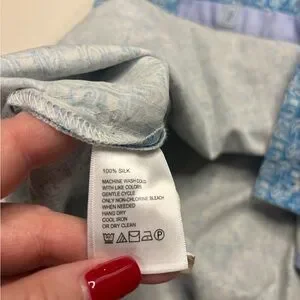 100% SILK
MACHINE WASH COLD
WITH LIKE COLORS
GENTLE CYCLE
ONLY NON-CHLORINE BLEACH
WHEN NEEDED
HANG DRY
COOL IRON
OR DRY CLEAN